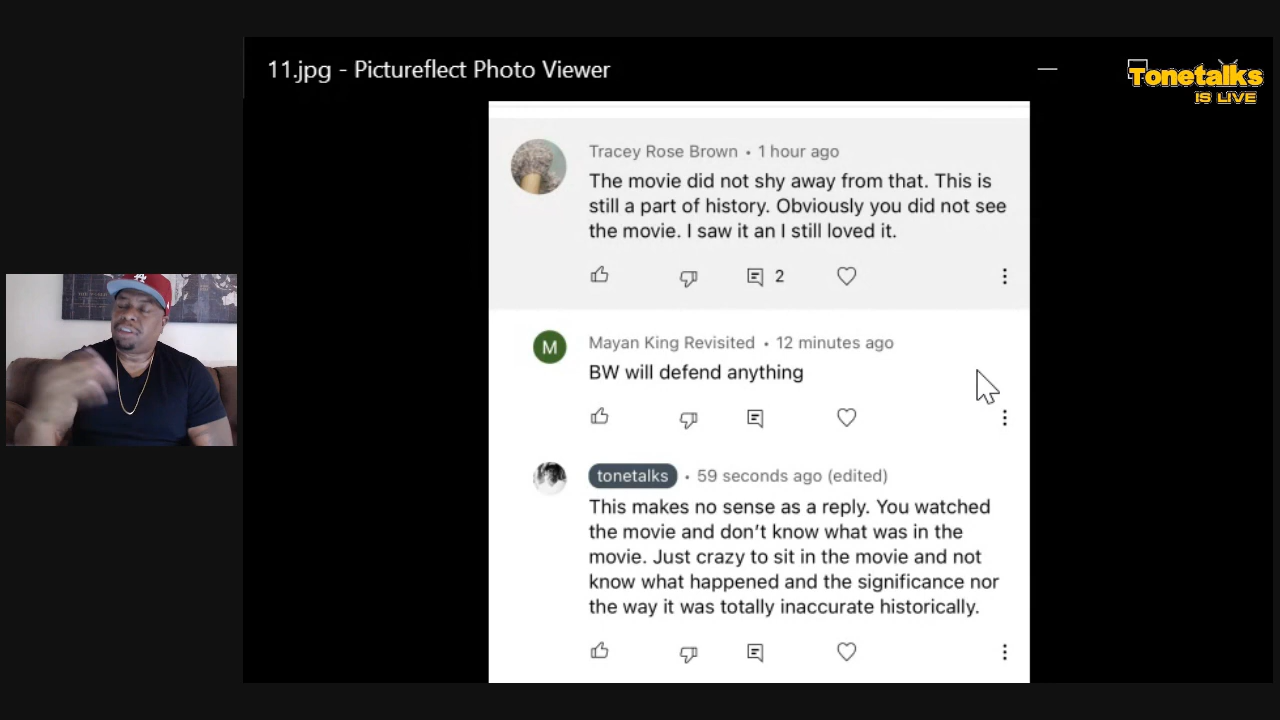 11.jpg - Pictureflect Photo Viewer
Tonetalks
IS LIVE
Tracey Rose Brown • 1 hour ago
The movie did not shy away from that. This is
still a part of history. Obviously you did not see
the movie. I saw it an I still loved it.
2
M
Mayan King Revisited • 12 minutes ago
BW will defend anything
tonetalks • 59 seconds ago (edited)
This makes no sense as a reply. You watched
the movie and don’t know what was in the
movie. Just crazy to sit in the movie and not
know what happened and the significance nor
the way it was totally inaccurate historically.